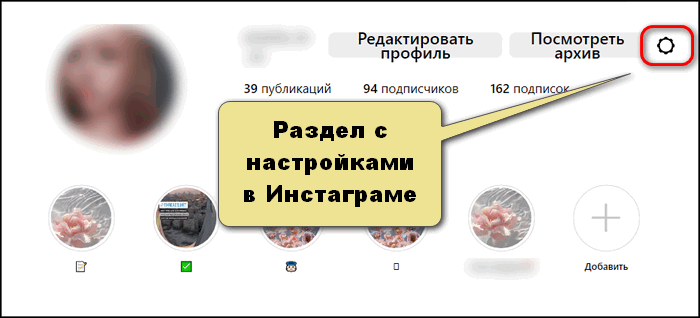 Редактировать
профиль
Посмотреть
архив
39 публикаций 94 подписчиков 162 подписок
Раздел с
настройками
в Инстаграме
Добавить